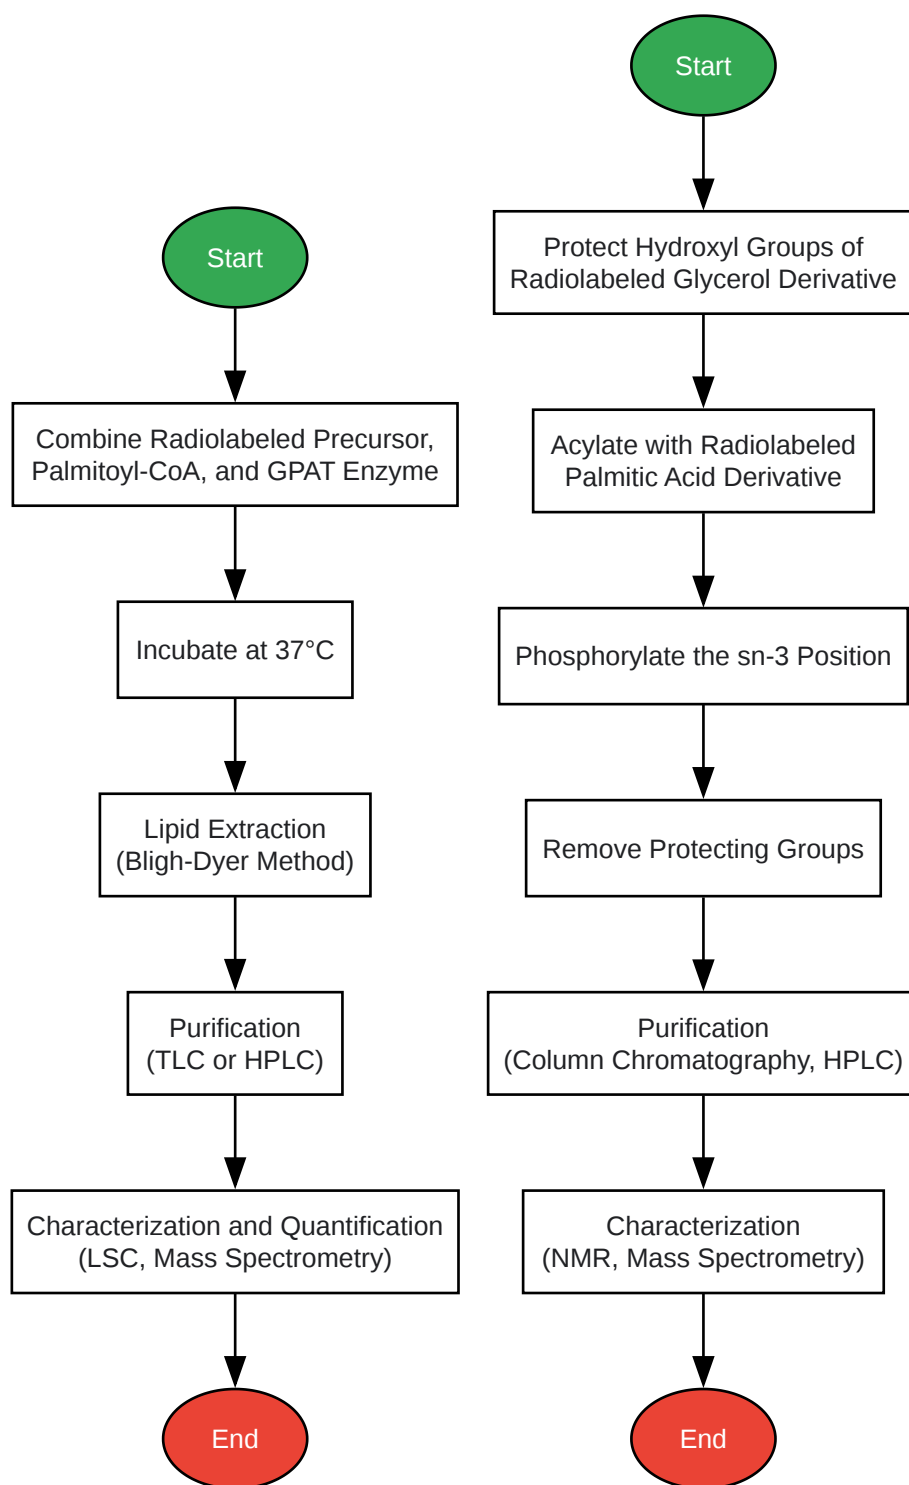 Start
Combine Radiolabeled Precursor,
Palmitoyl-CoA, and GPAT Enzyme
Incubate at 37°C
Lipid Extraction
(Bligh-Dyer Method)
Purification
(TLC or HPLC)
Characterization and Quantification
(LSC, Mass Spectrometry)
End
Start
Protect Hydroxyl Groups of
Radiolabeled Glycerol Derivative
Acylate with Radiolabeled
Palmitic Acid Derivative
Phosphorylate the sn-3 Position
Remove Protecting Groups
Purification
(Column Chromatography, HPLC)
Characterization
(NMR, Mass Spectrometry)
End